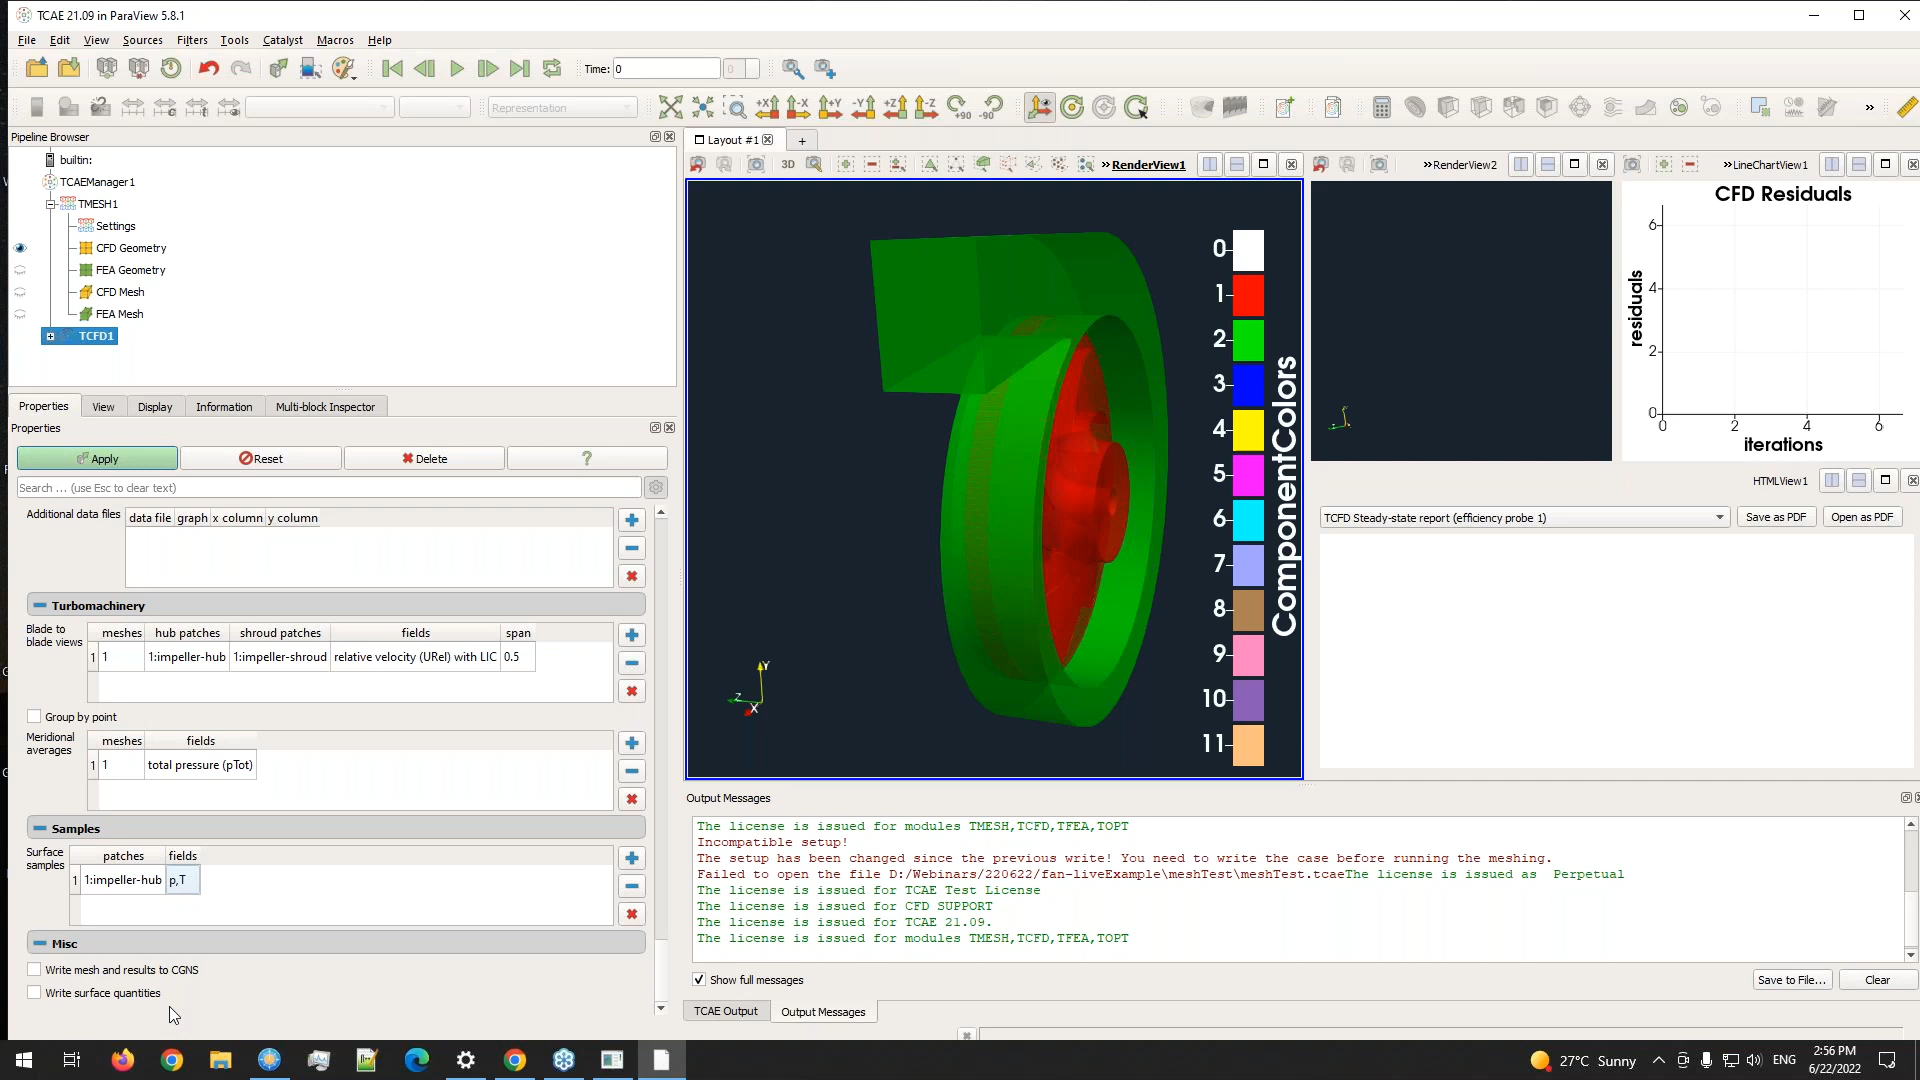 TCAE 21.09 in ParaView 5.8.1
File Edit View Sources Filters Tools Catalyst Macros Help
Time: 0 0
Representation
+X -X +Y -Y +Z -Z +90 -90
Pipeline Browser
builtin:
TCAEManager1
TMESH1
Settings
CFD Geometry
FEA Geometry
CFD Mesh
FEA Mesh
TCFD1
Properties View Display Information Multi-block Inspector
Properties
Apply Reset Delete ?
Search ... (use Esc to clear text)
Additional data files
data file graph x column y column
Turbomachinery
Blade to blade views
meshes hub patches shroud patches fields span
1 1 1:impeller-hub 1:impeller-shroud relative velocity (URel) with LIC 0.5
Group by point
Meridional averages
meshes fields
1 1 total pressure (pTot)
Samples
Surface samples
patches fields
1 1:impeller-hub p,T
Misc
Write mesh and results to CGNS
Write surface quantities
Layout #1 +
3D RenderView1
0
1
2
3
4
5
6
7
8
9
10
11
ComponentColors
Y
Z
X
RenderView2
LineChartView1
CFD Residuals
residuals
6
4
2
0
0 2 4 6
iterations
HTMLView1
TCFD Steady-state report (efficiency probe 1) Save as PDF Open as PDF
Output Messages
The license is issued for modules TMESH,TCFD,TFEA,TOPT
Incompatible setup!
The setup has been changed since the previous write! You need to write the case before running the meshing.
Failed to open the file D:/Webinars/220622/fan-liveExample\meshTest\meshTest.tcaeThe license is issued as  Perpetual
The license is issued for TCAE Test License
The license is issued for CFD SUPPORT
The license is issued for TCAE 21.09.
The license is issued for modules TMESH,TCFD,TFEA,TOPT
Show full messages Save to File... Clear
TCAE Output Output Messages
27°C Sunny ENG 2:56 PM
6/22/2022